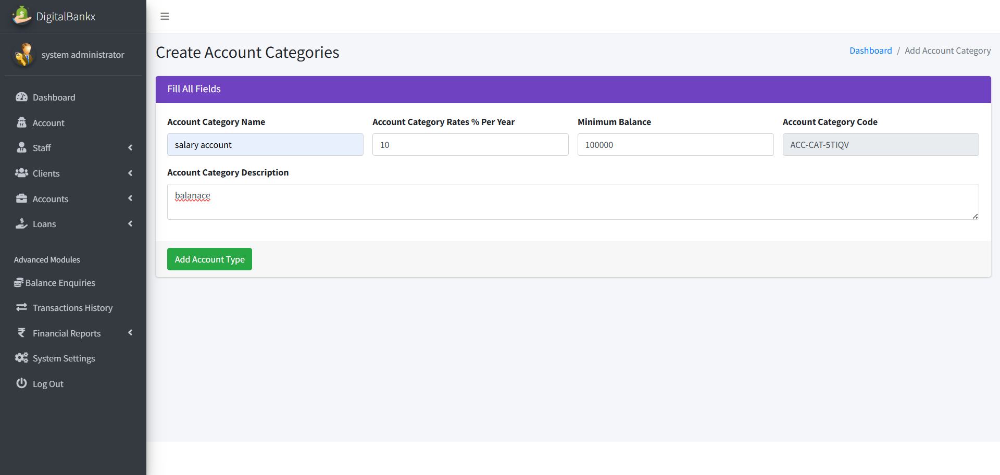 DigitalBankx
system administrator
Dashboard
Account
Staff
Clients
Accounts
Loans
Advanced Modules
Balance Enquiries
Transactions History
Financial Reports
System Settings
Log Out
Create Account Categories
Dashboard / Add Account Category
Fill All Fields
Account Category Name
salary account
Account Category Rates % Per Year
10
Minimum Balance
100000
Account Category Code
ACC-CAT-5TIQV
Account Category Description
balanace
Add Account Type